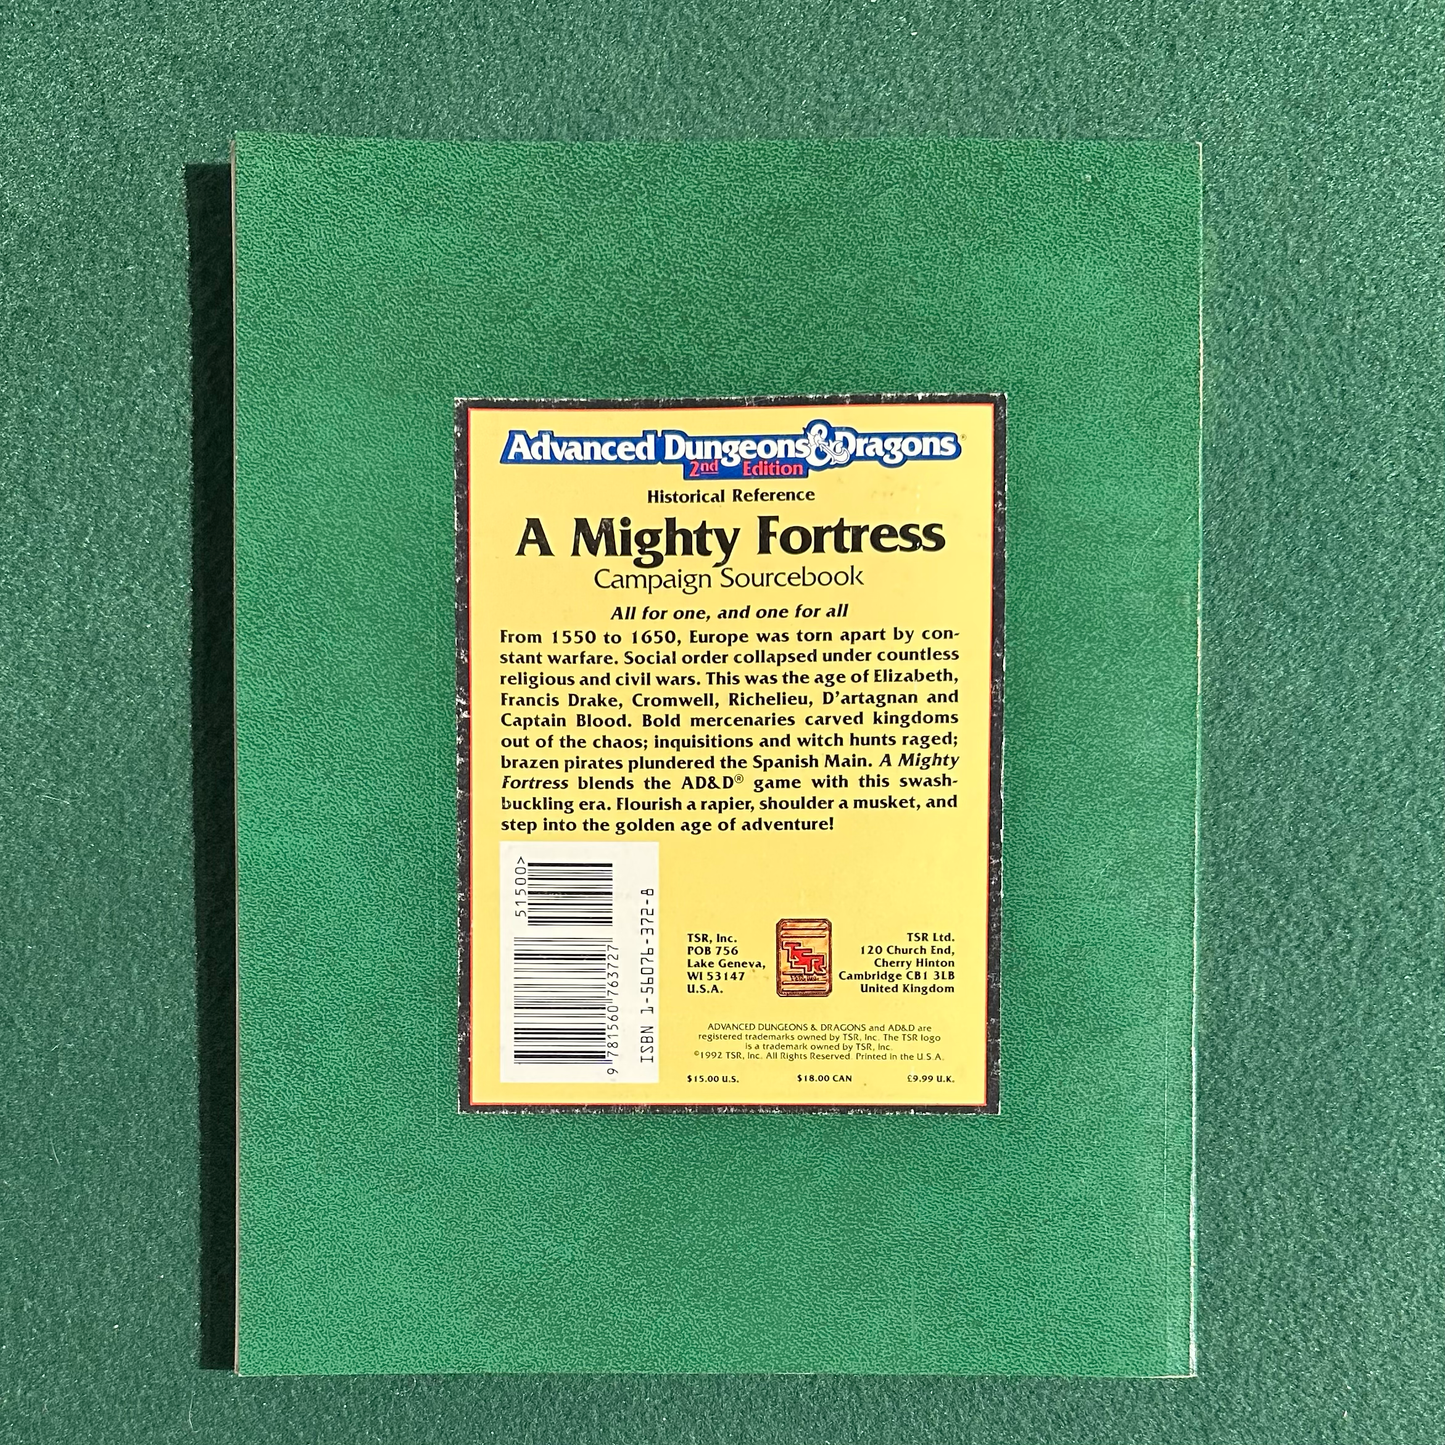 Advanced Dungeons & Dragons®
2nd Edition
Historical Reference
A Mighty Fortress
Campaign Sourcebook
All for one, and one for all
From 1550 to 1650, Europe was torn apart by con-
stant warfare. Social order collapsed under countless
religious and civil wars. This was the age of Elizabeth,
Francis Drake, Cromwell, Richelieu, D'artagnan and
Captain Blood. Bold mercenaries carved kingdoms
out of the chaos; inquisitions and witch hunts raged;
brazen pirates plundered the Spanish Main. A Mighty
Fortress blends the AD&D® game with this swash-
buckling era. Flourish a rapier, shoulder a musket, and
step into the golden age of adventure!
51500>
9 781560 763727
ISBN 1-56076-372-8
TSR, Inc.
POB 756
Lake Geneva,
WI 53147
U.S.A.
TSR
TSR Ltd.
120 Church End,
Cherry Hinton
Cambridge CB1 3LB
United Kingdom
ADVANCED DUNGEONS & DRAGONS and AD&D are
registered trademarks owned by TSR, Inc. The TSR logo
is a trademark owned by TSR, Inc.
©1992 TSR, Inc. All Rights Reserved. Printed in the U.S.A.
$15.00 U.S. $18.00 CAN £9.99 U.K.